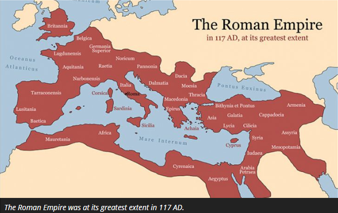 The Roman Empire
in 117 AD, at its greatest extent
Britannia
Belgica
Germania
Superior
Lugdunensis
Oceanus
Atlanticus
Aquitania
Raetia
Noricum
Pannonia
Dacia
Narbonensis
Dalmatia
Moesia
Pontus Euxinus
Tarraconensis
Corsica
Italia
Thracia
Lusitania
Sardinia
Macedonia
Epirus
Bithynia et Pontus
Armenia
Baetica
Sicilia
Achaia
Asia
Galatia
Cappadocia
Lycia
Cilicia
Assyria
Mauretania
Africa
Mare Internum
Cyprus
Syria
Mesopotamia
Judaea
Cyrenaica
Aegyptus
Arabia
Petraea
The Roman Empire was at its greatest extent in 117 AD.